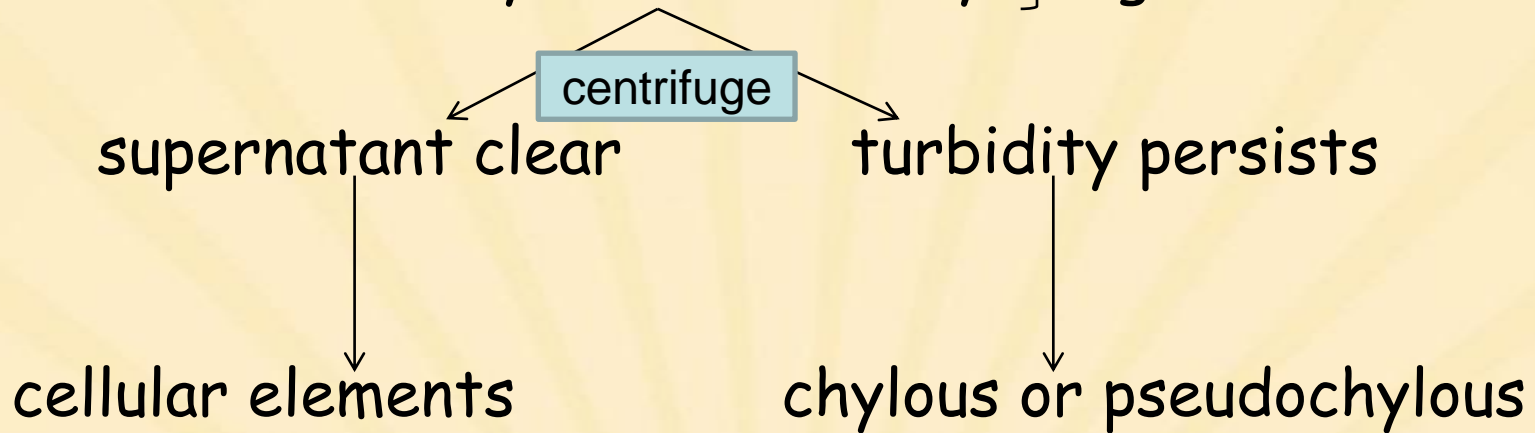 centrifuge
supernatant clear turbidity persists
cellular elements chylous or pseudochylous